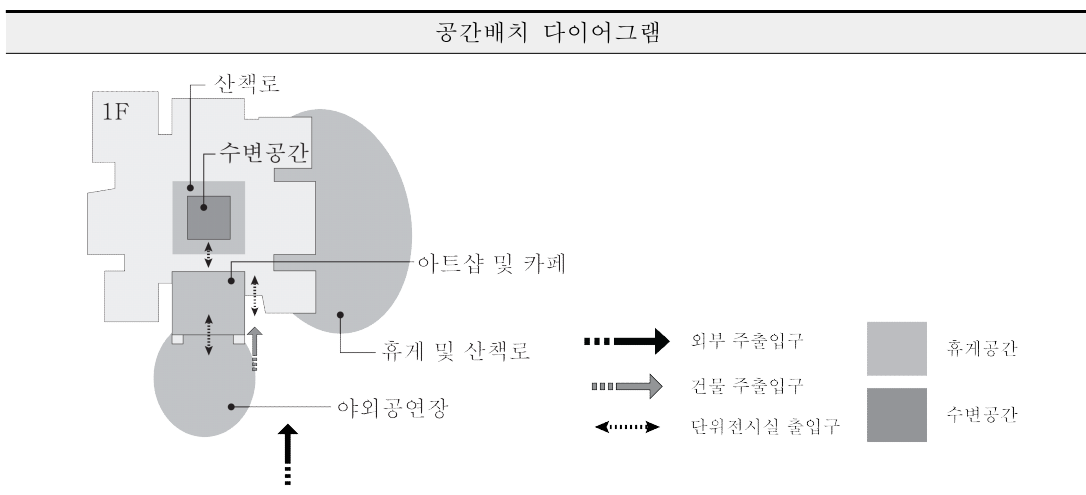 공간배치 다이어그램
산책로
1F
수변공간
아트샵 및 카페
휴게 및 산책로
야외공연장
외부 주출입구
건물 주출입구
단위전시실 출입구
휴게공간
수변공간